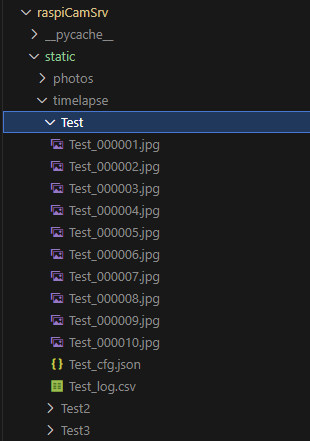 raspiCamSrv
__pycache__
static
photos
timelapse
Test
Test_000001.jpg
Test_000002.jpg
Test_000003.jpg
Test_000004.jpg
Test_000005.jpg
Test_000006.jpg
Test_000007.jpg
Test_000008.jpg
Test_000009.jpg
Test_000010.jpg
Test_cfg.json
Test_log.csv
Test2
Test3